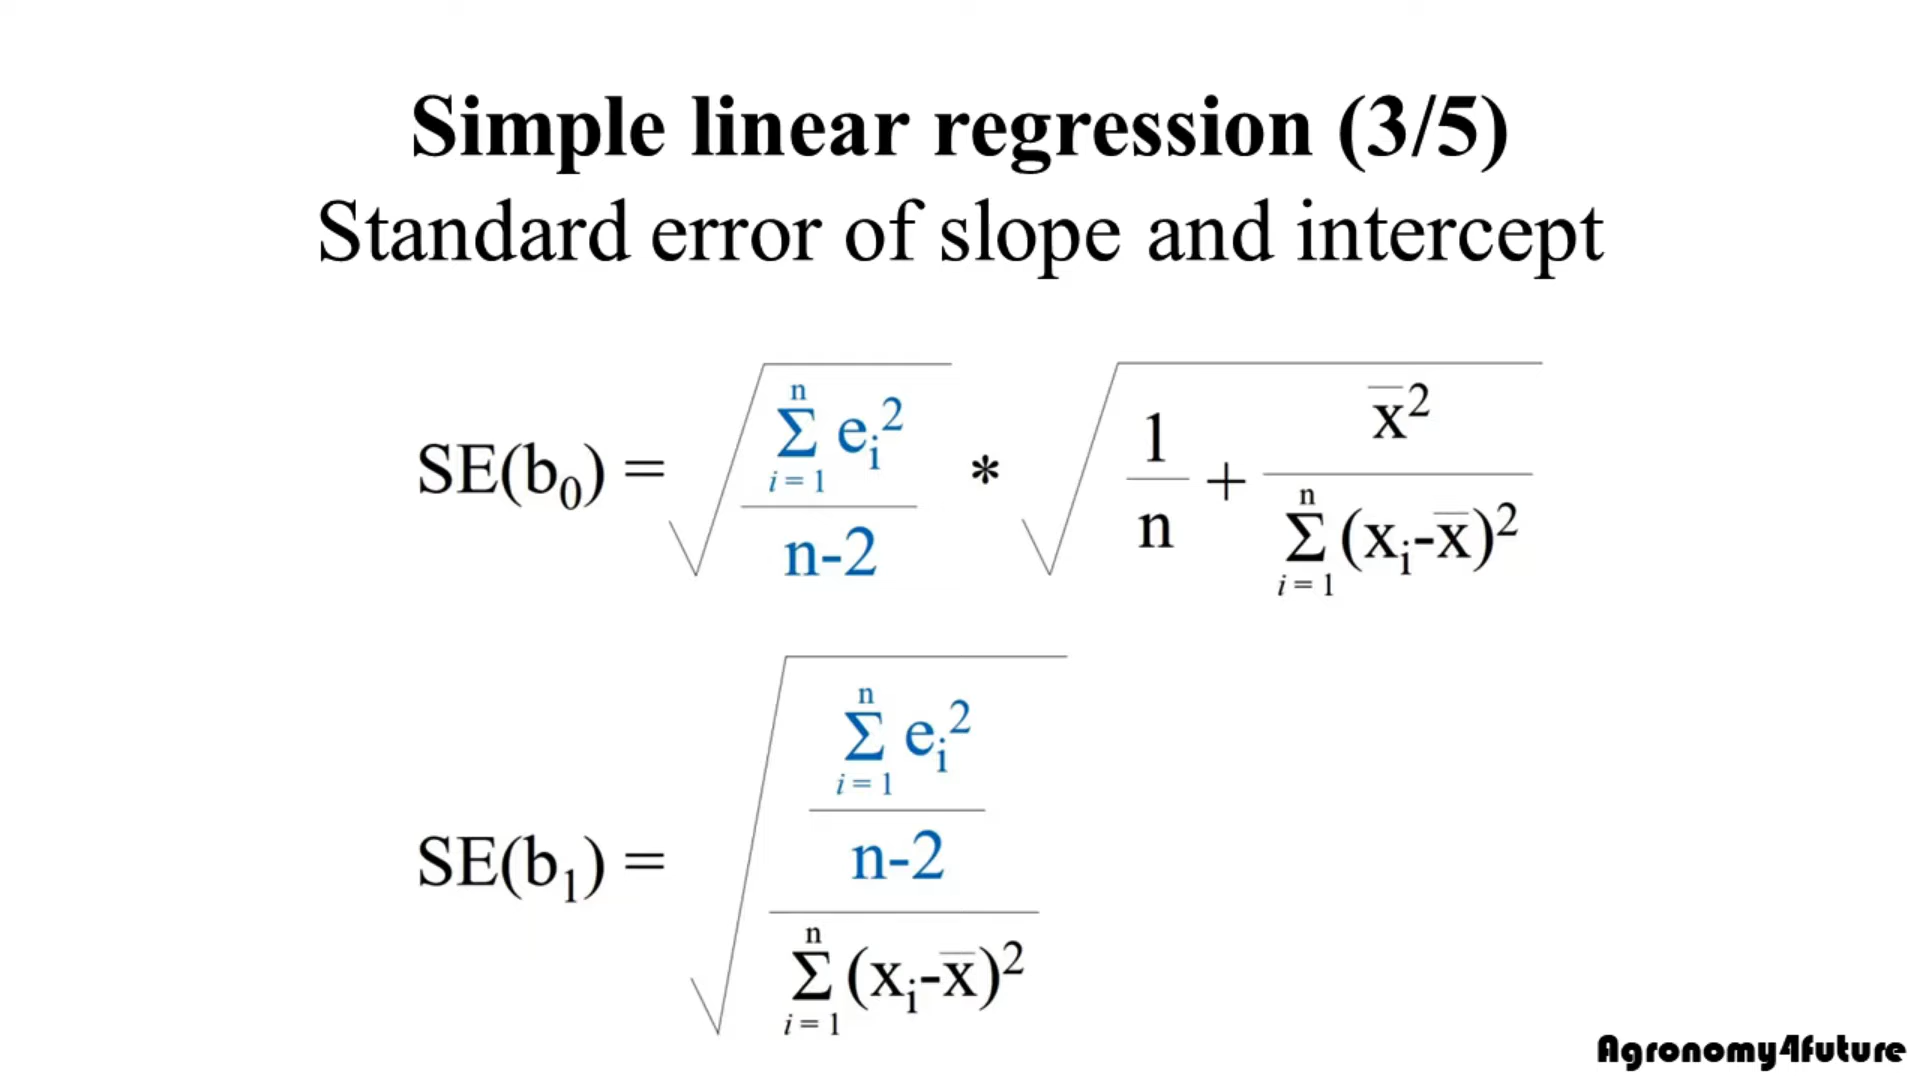 Simple linear regression (3/5)
Standard error of slope and intercept
SE(b₀) = √( (Σ_{i = 1}^{n} eᵢ²) / (n-2) ) * √( 1/n + x̅² / (Σ_{i = 1}^{n} (xᵢ-x̅)²) )
SE(b₁) = √( ((Σ_{i = 1}^{n} eᵢ²) / (n-2)) / (Σ_{i = 1}^{n} (xᵢ-x̅)²) )
Agronomy4future